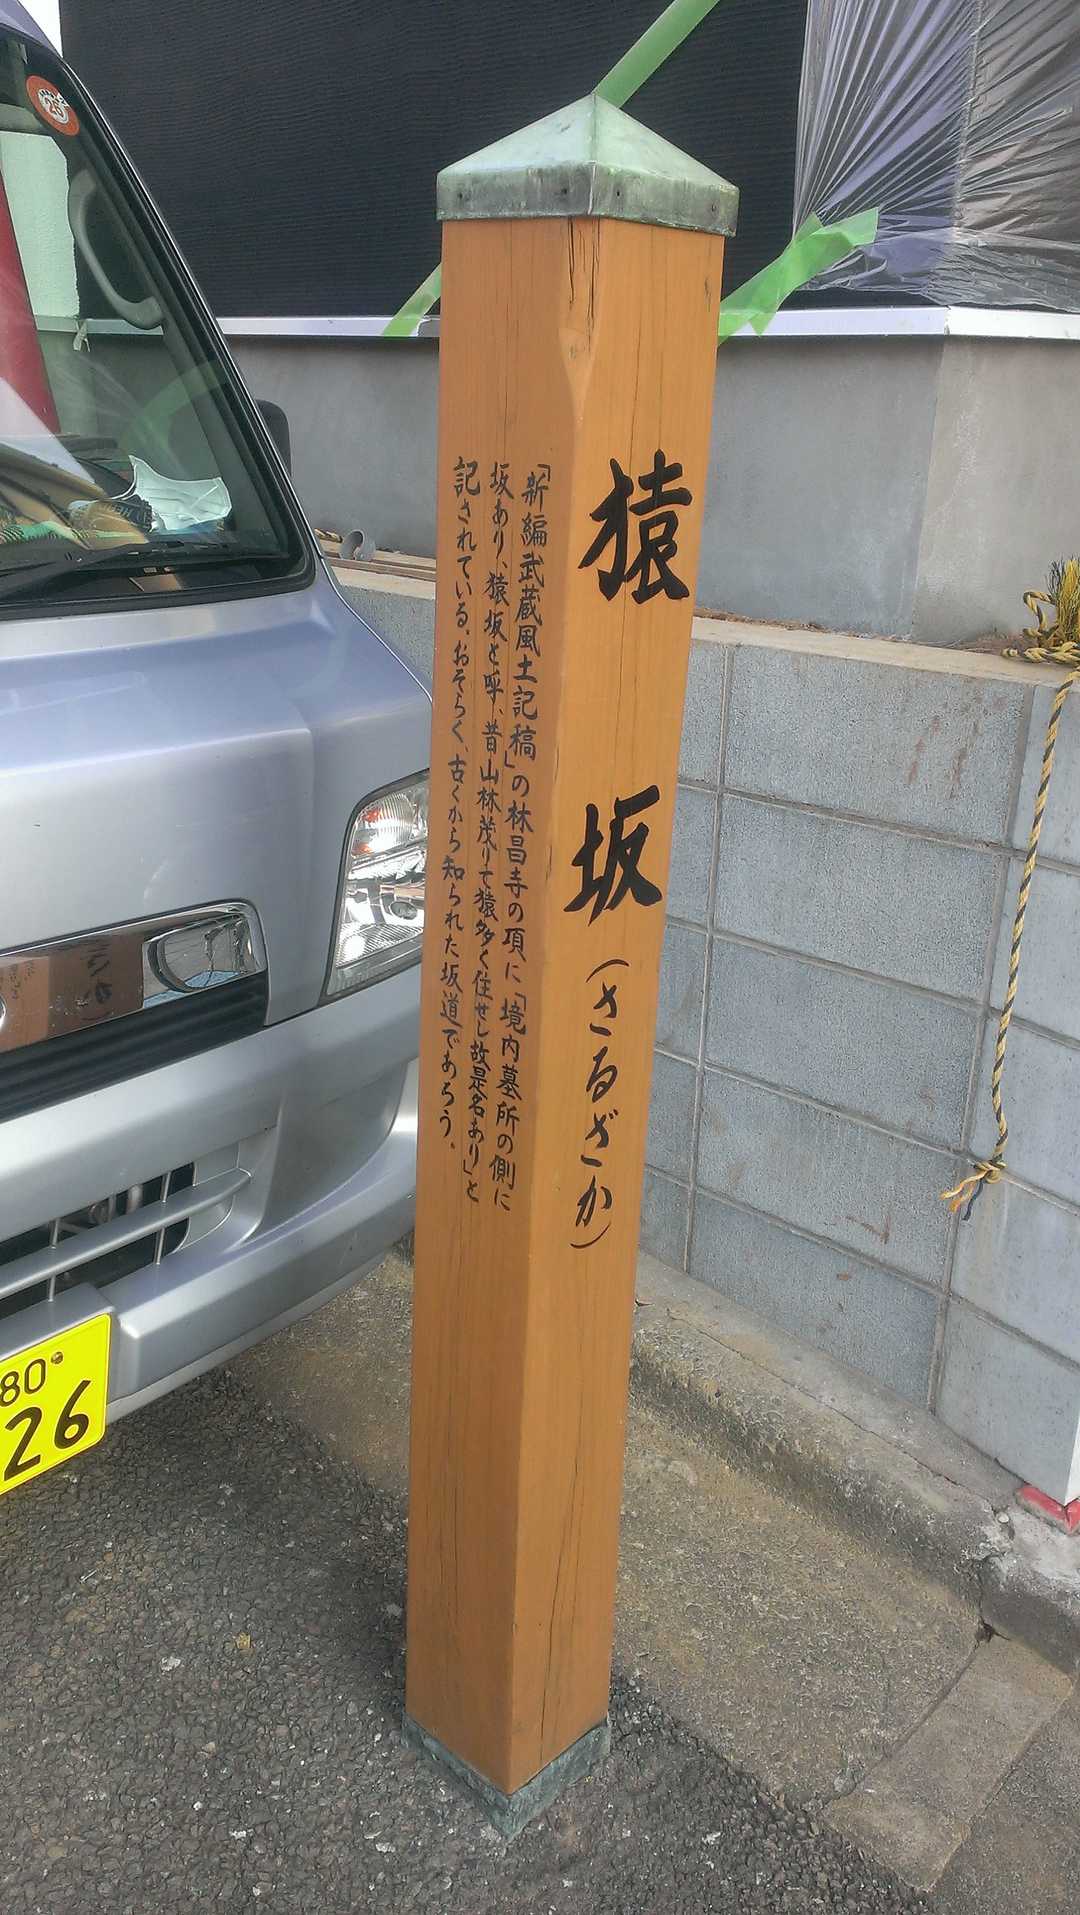 猿坂(さるざか)
「新編武蔵風土記稿」の林昌寺の項に「境内墓所の側に
坂あり、猿坂と呼、昔山林茂りて猿多く住せし故是名あり」と
記されている。おそらく、古くから知られた坂道であろう。
25
80
26